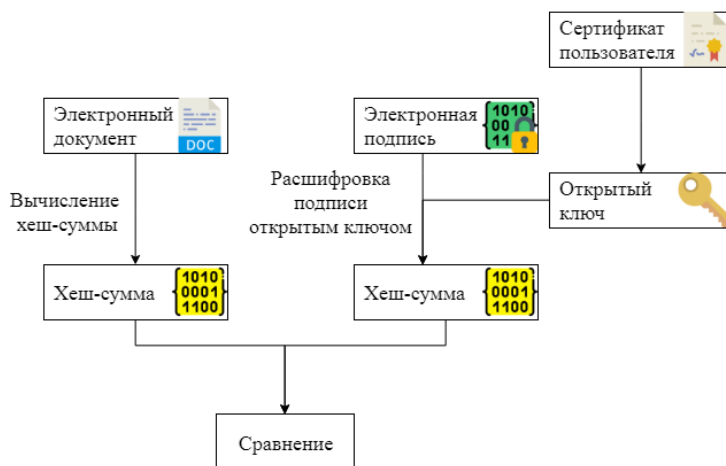 Сертификат
пользователя
Электронный
документ
DOC
Электронная
подпись
1010
00
11
Вычисление
хеш-суммы
Расшифровка
подписи
открытым ключом
Открытый
ключ
Хеш-сумма
1010
0001
1100
Хеш-сумма
1010
0001
1100
Сравнение